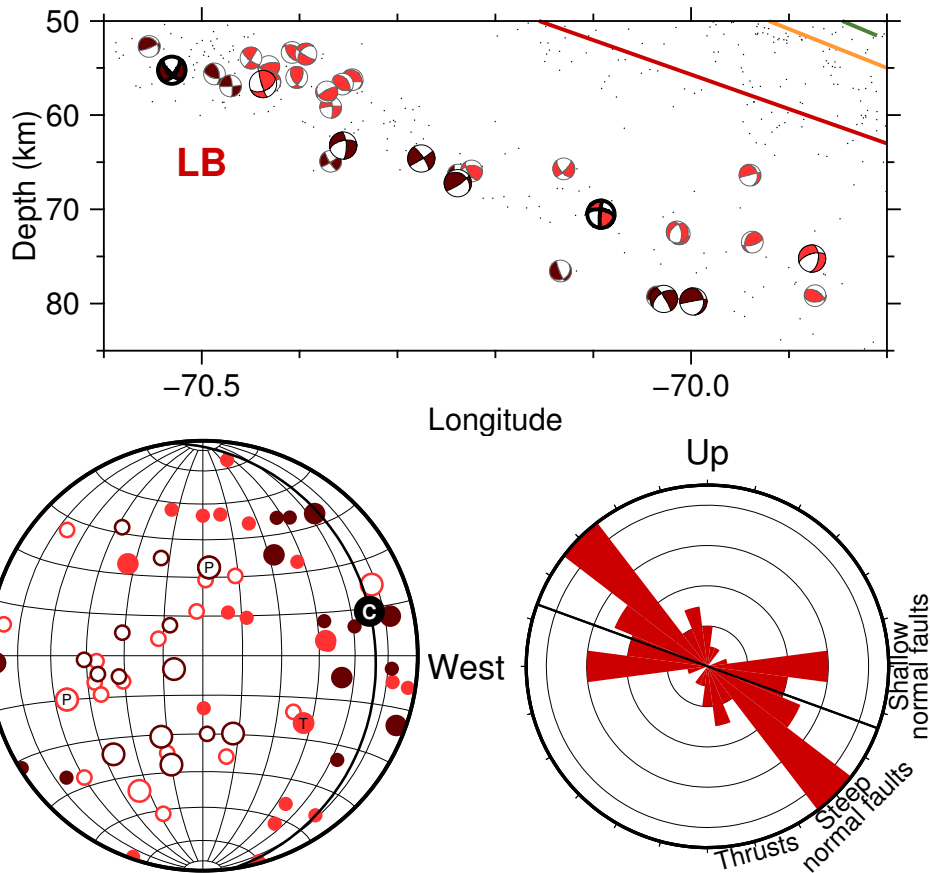 50
60
70
80
Depth (km)
LB
−70.5
−70.0
Longitude
P
C
P
T
West
Up
Shallow
normal faults
Steep
normal faults
Thrusts